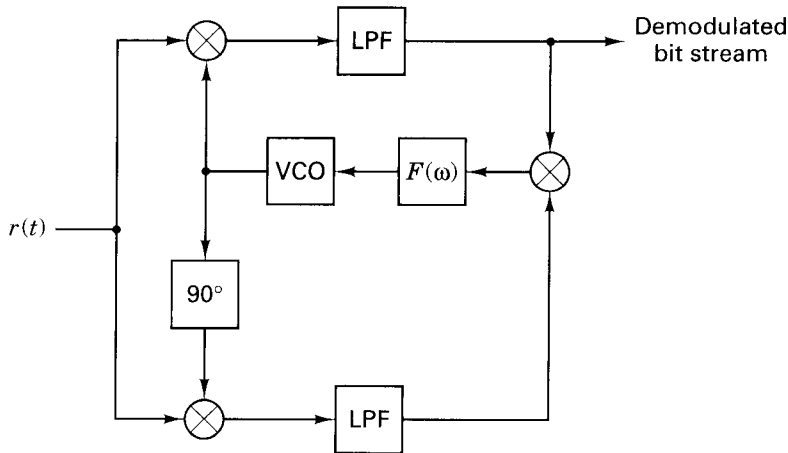 LPF
Demodulated
bit stream
VCO
F(ω)
r(t)
90°
LPF